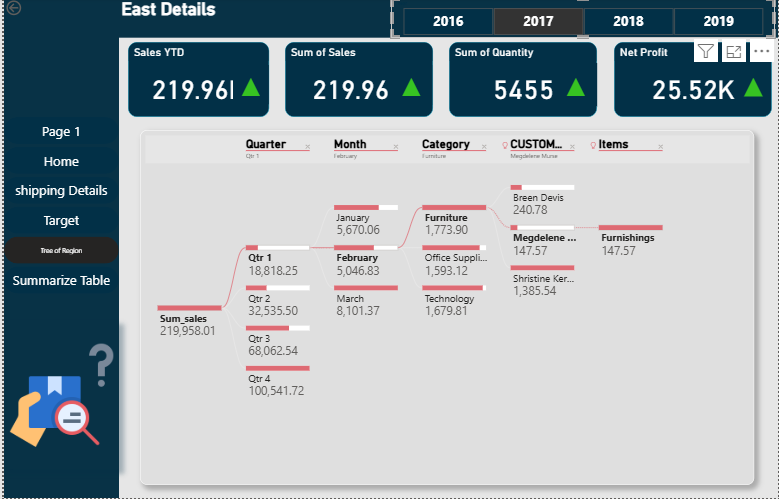 East Details
2016 2017 2018 2019
Sales YTD
219.96
Sum of Sales
219.96
Sum of Quantity
5455
Net Profit
25.52K
Page 1
Home
shipping Details
Target
Tree of Region
Summarize Table
Quarter
Qtr 1
Month
February
Category
Furniture
CUSTOM...
Megdelene Murse
Items
Sum_sales
219,958.01
Qtr 1
18,818.25
Qtr 2
32,535.50
Qtr 3
68,062.54
Qtr 4
100,541.72
January
5,670.06
February
5,046.83
March
8,101.37
Furniture
1,773.90
Office Suppli...
1,593.12
Technology
1,679.81
Breen Devis
240.78
Megdelene ...
147.57
Shristine Ker...
1,385.54
Furnishings
147.57